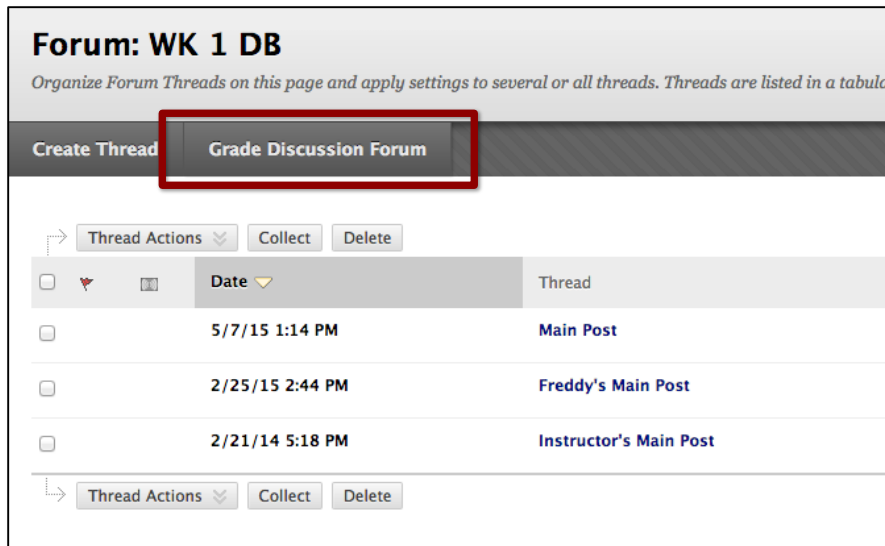 Forum: WK 1 DB
Organize Forum Threads on this page and apply settings to several or all threads. Threads are listed in a
Create Thread Grade Discussion Forum
Thread Actions Collect Delete
Date Thread
5/7/15 1:14 PM Main Post
2/25/15 2:44 PM Freddy's Main Post
2/21/14 5:18 PM Instructor's Main Post
Thread Actions Collect Delete